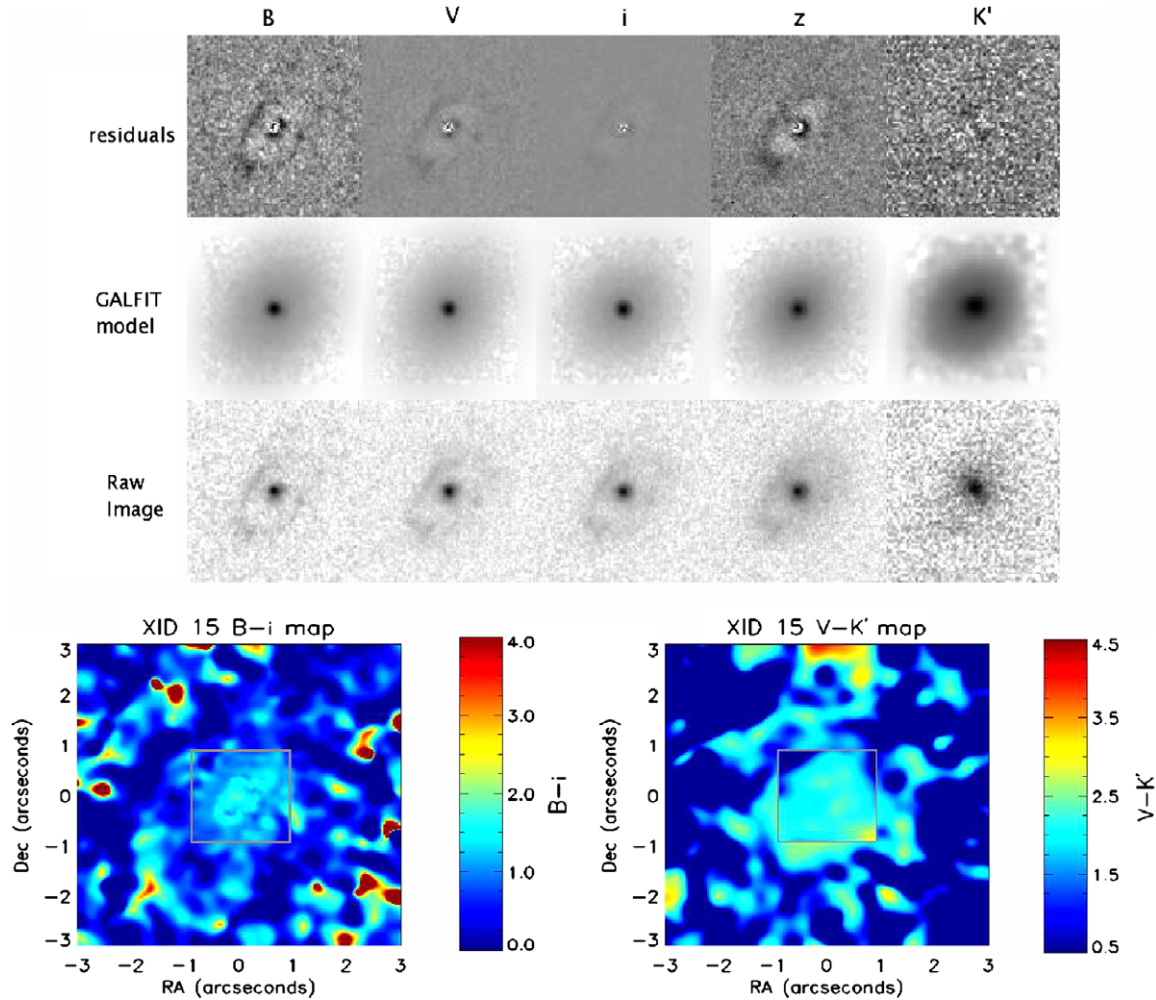 B V i z K'
residuals
GALFIT
model
Raw
Image
XID 15 B−i map
3
2
1
0
−1
−2
−3
Dec (arcseconds)
−3 −2 −1 0 1 2 3
RA (arcseconds)
4.0
3.0
2.0
1.0
0.0
B−i
XID 15 V−K' map
3
2
1
0
−1
−2
−3
Dec (arcseconds)
−3 −2 −1 0 1 2 3
RA (arcseconds)
4.5
3.5
2.5
1.5
0.5
V−K'